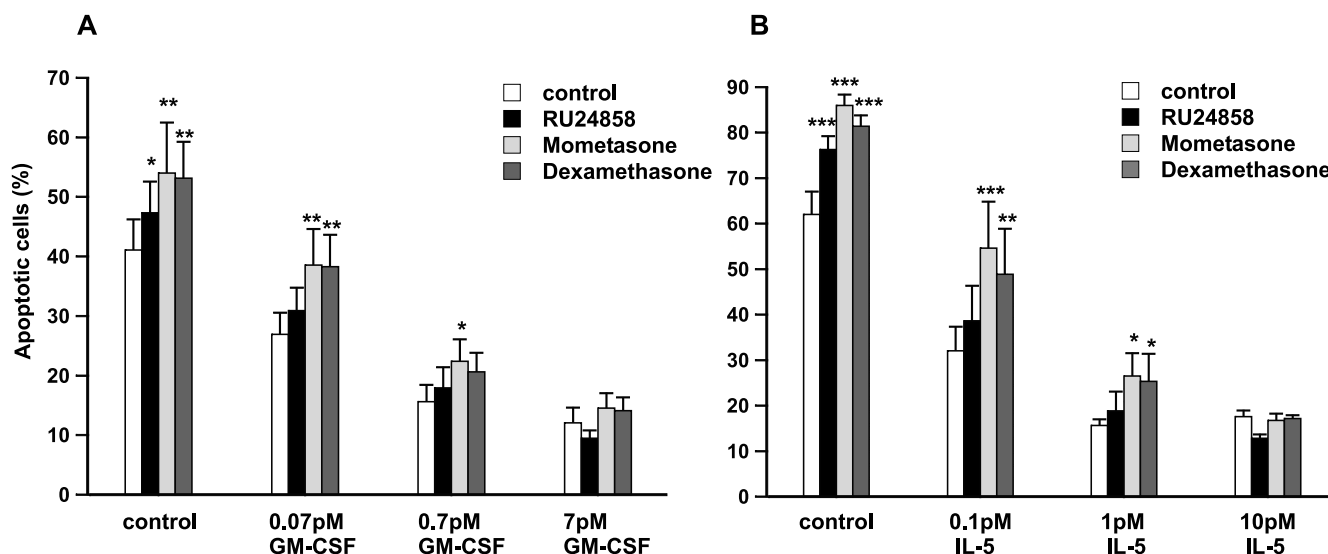 A
Apoptotic cells (%)
70
60
50
40
30
20
10
0
**
**
*
**
**
*
control
RU24858
Mometasone
Dexamethasone
control
0.07pM
GM-CSF
0.7pM
GM-CSF
7pM
GM-CSF
B
90
80
70
60
50
40
30
20
10
0
***
***
***
***
**
*
*
control
RU24858
Mometasone
Dexamethasone
control
0.1pM
IL-5
1pM
IL-5
10pM
IL-5